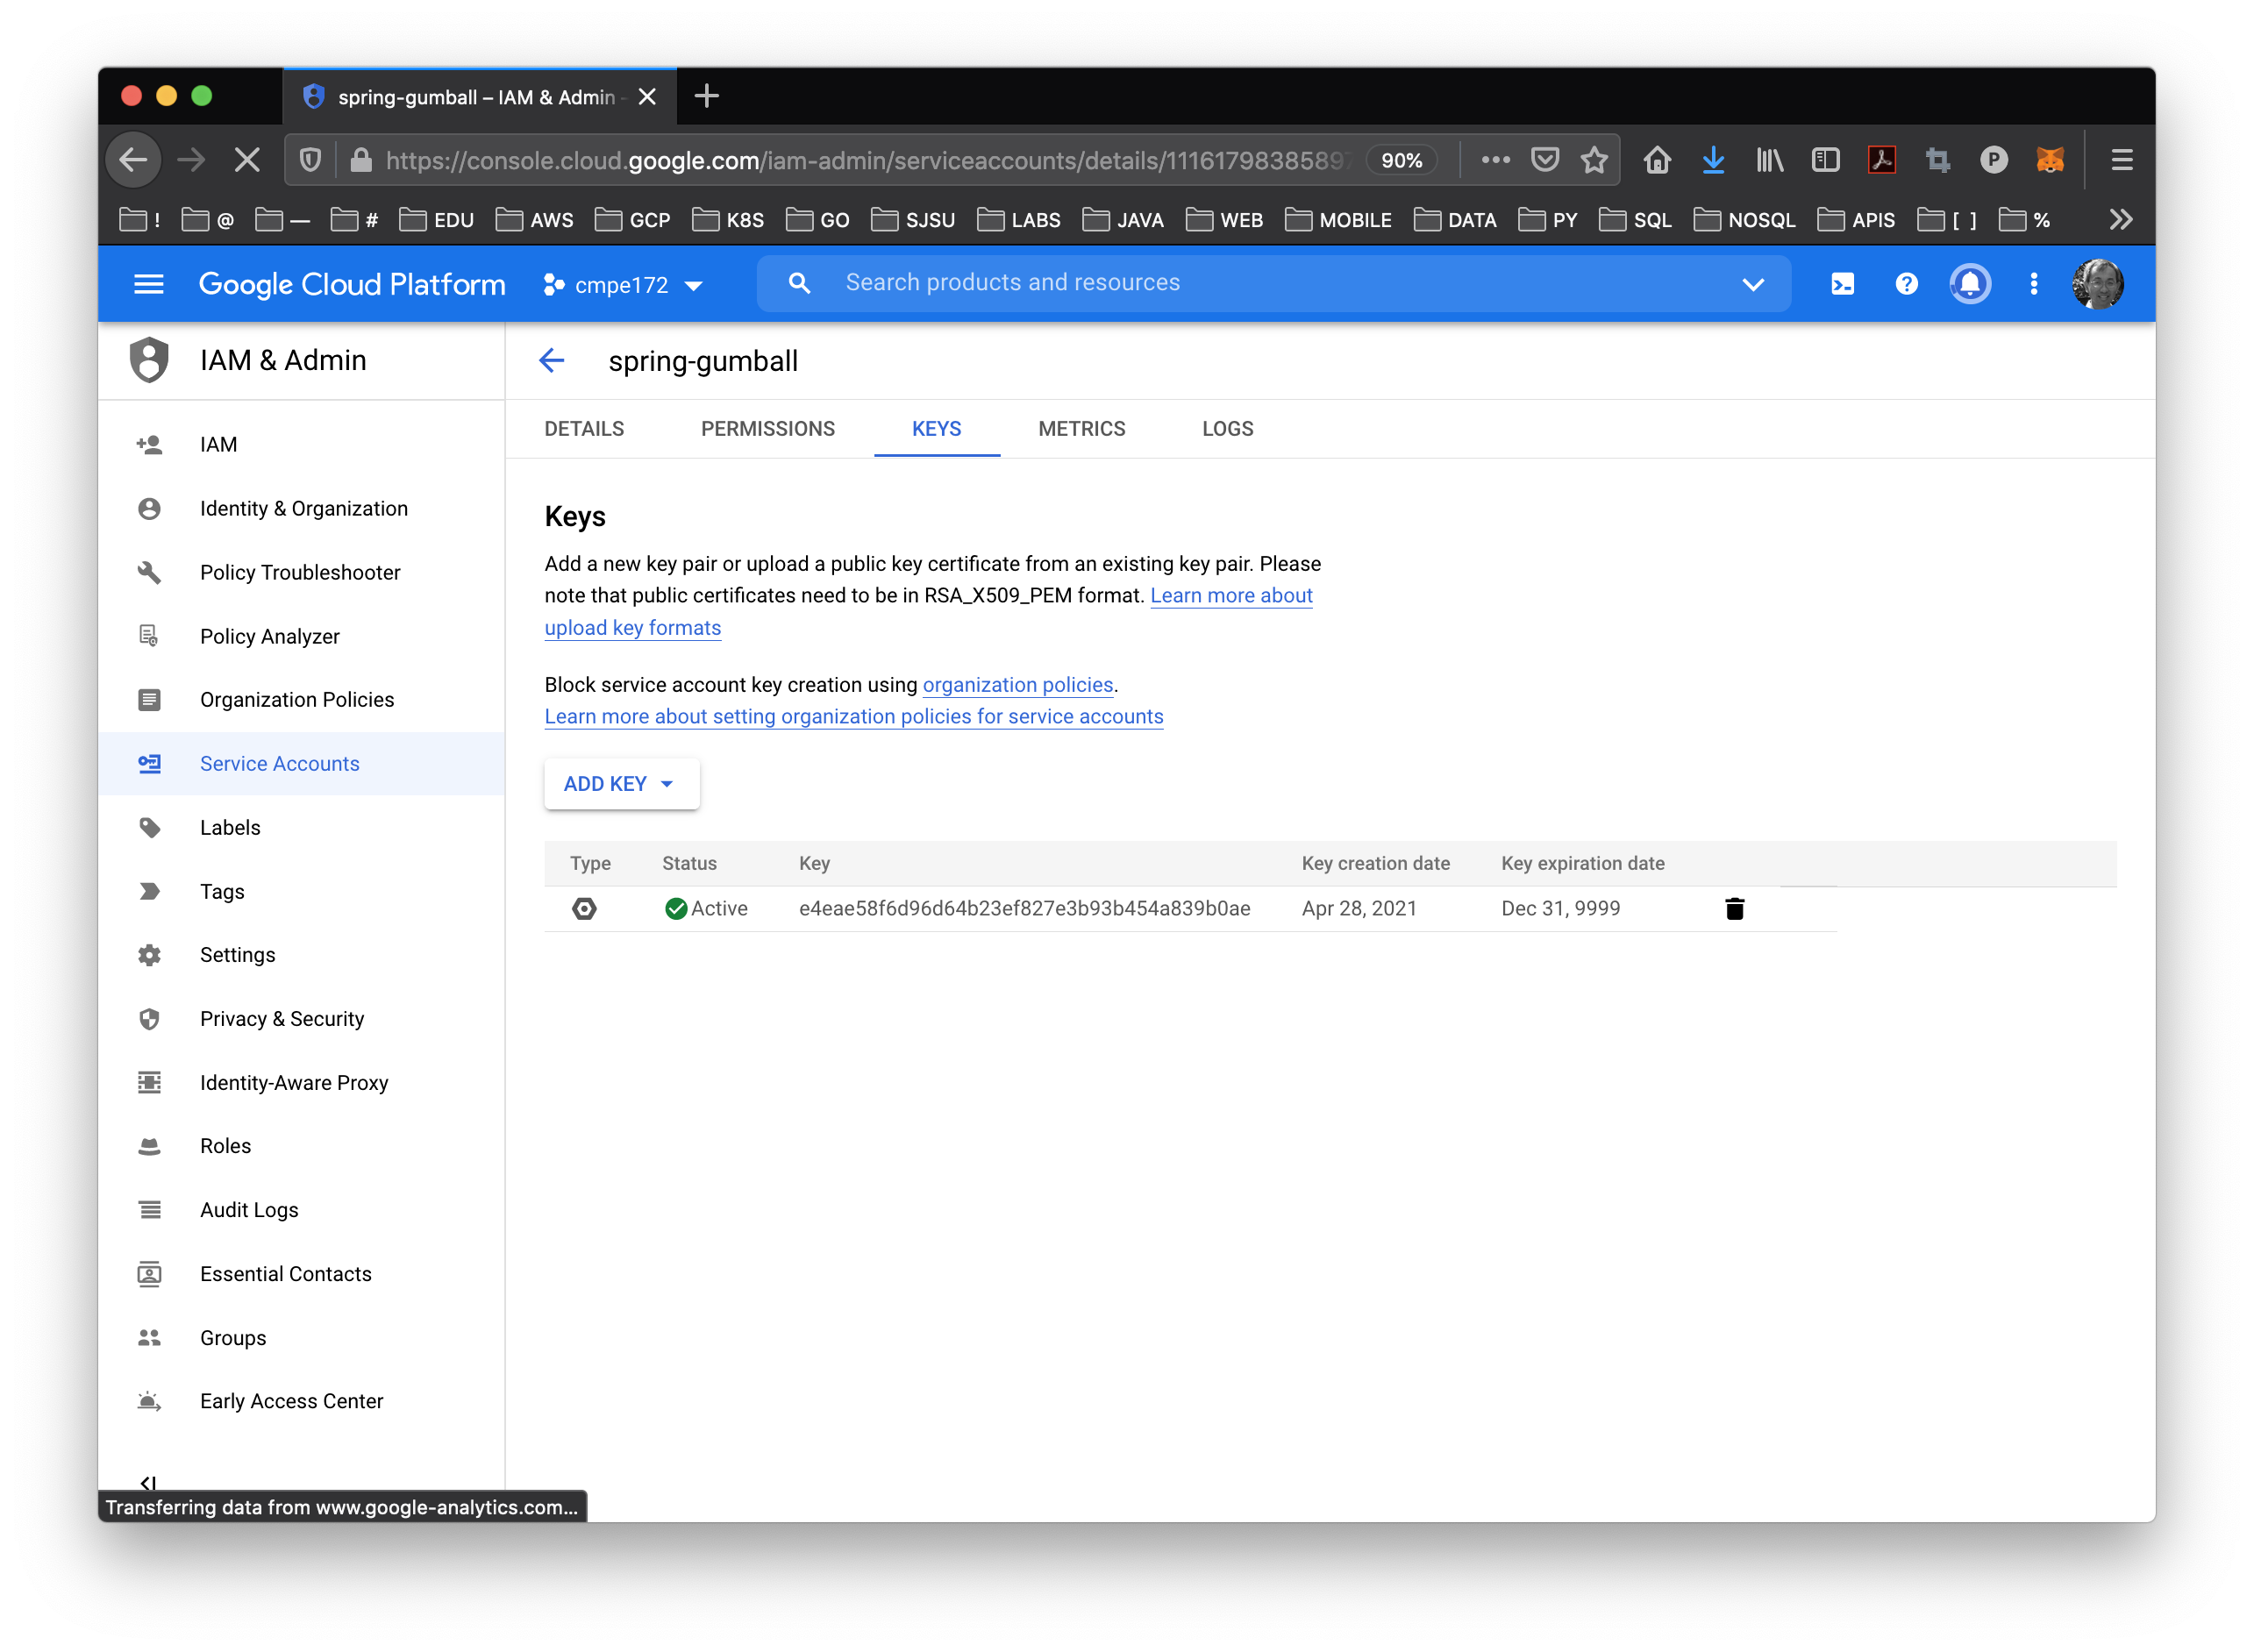 spring-gumball – IAM & Admin -
https://console.cloud.google.com/iam-admin/serviceaccounts/details/11161798385897
90%
! @ — # EDU AWS GCP K8S GO SJSU LABS JAVA WEB MOBILE DATA PY SQL NOSQL APIS [ ] %
Google Cloud Platform
cmpe172
Search products and resources
IAM & Admin
spring-gumball
DETAILS PERMISSIONS KEYS METRICS LOGS
IAM
Identity & Organization
Policy Troubleshooter
Policy Analyzer
Organization Policies
Service Accounts
Labels
Tags
Settings
Privacy & Security
Identity-Aware Proxy
Roles
Audit Logs
Essential Contacts
Groups
Early Access Center
Keys
Add a new key pair or upload a public key certificate from an existing key pair. Please
note that public certificates need to be in RSA_X509_PEM format. Learn more about
upload key formats
Block service account key creation using organization policies.
Learn more about setting organization policies for service accounts
ADD KEY
Type Status Key Key creation date Key expiration date
Active e4eae58f6d96d64b23ef827e3b93b454a839b0ae Apr 28, 2021 Dec 31, 9999
Transferring data from www.google-analytics.com...